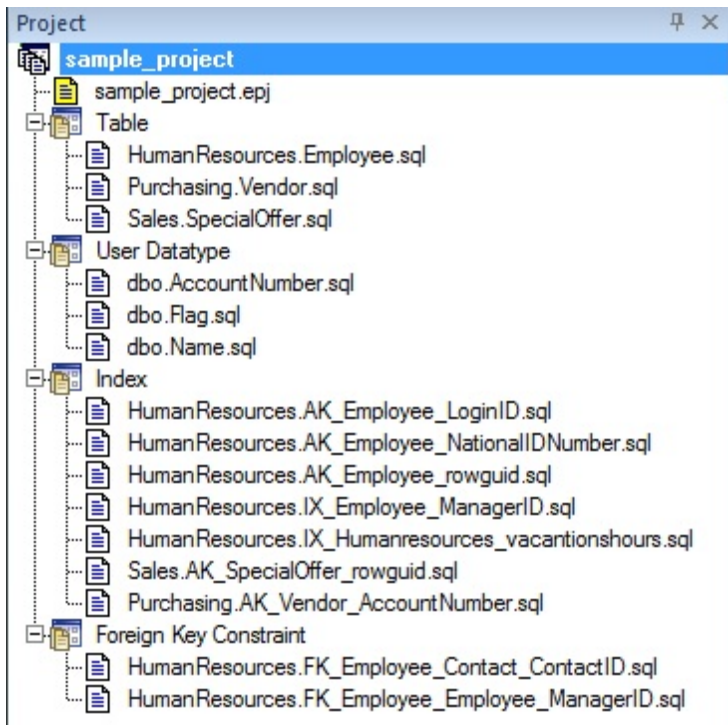 Project
sample_project
sample_project.epj
Table
HumanResources.Employee.sql
Purchasing.Vendor.sql
Sales.SpecialOffer.sql
User Datatype
dbo.AccountNumber.sql
dbo.Flag.sql
dbo.Name.sql
Index
HumanResources.AK_Employee_LoginID.sql
HumanResources.AK_Employee_NationalIDNumber.sql
HumanResources.AK_Employee_rowguid.sql
HumanResources.IX_Employee_ManagerID.sql
HumanResources.IX_Humanresources_vacantionshours.sql
Sales.AK_SpecialOffer_rowguid.sql
Purchasing.AK_Vendor_AccountNumber.sql
Foreign Key Constraint
HumanResources.FK_Employee_Contact_ContactID.sql
HumanResources.FK_Employee_Employee_ManagerID.sql